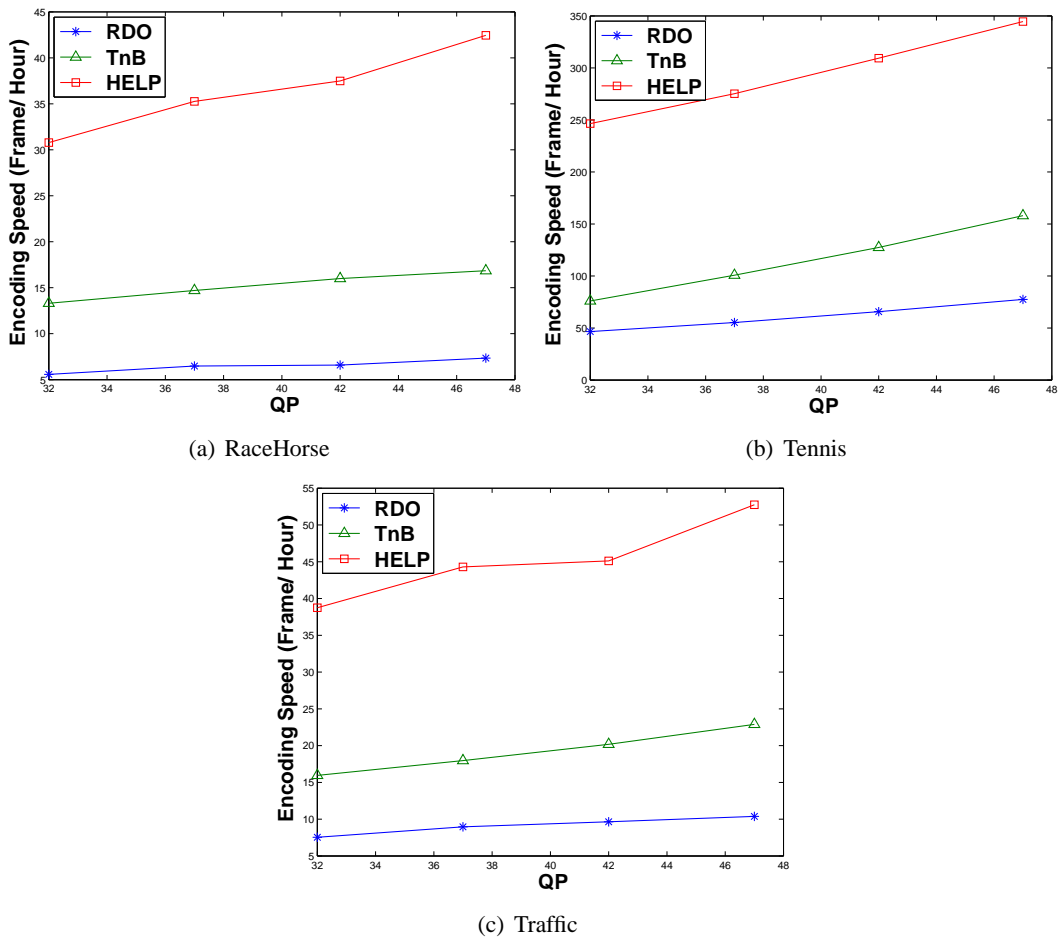 45
40
35
30
25
20
15
10
5
32 34 36 38 40 42 44 46 48
Encoding Speed (Frame/ Hour)
QP
RDO
TnB
HELP
(a) RaceHorse
350
300
250
200
150
100
50
0
32 34 36 38 40 42 44 46 48
Encoding Speed (Frame/ Hour)
QP
RDO
TnB
HELP
(b) Tennis
55
50
45
40
35
30
25
20
15
10
5
32 34 36 38 40 42 44 46 48
Encoding Speed (Frame/ Hour)
QP
RDO
TnB
HELP
(c) Traffic